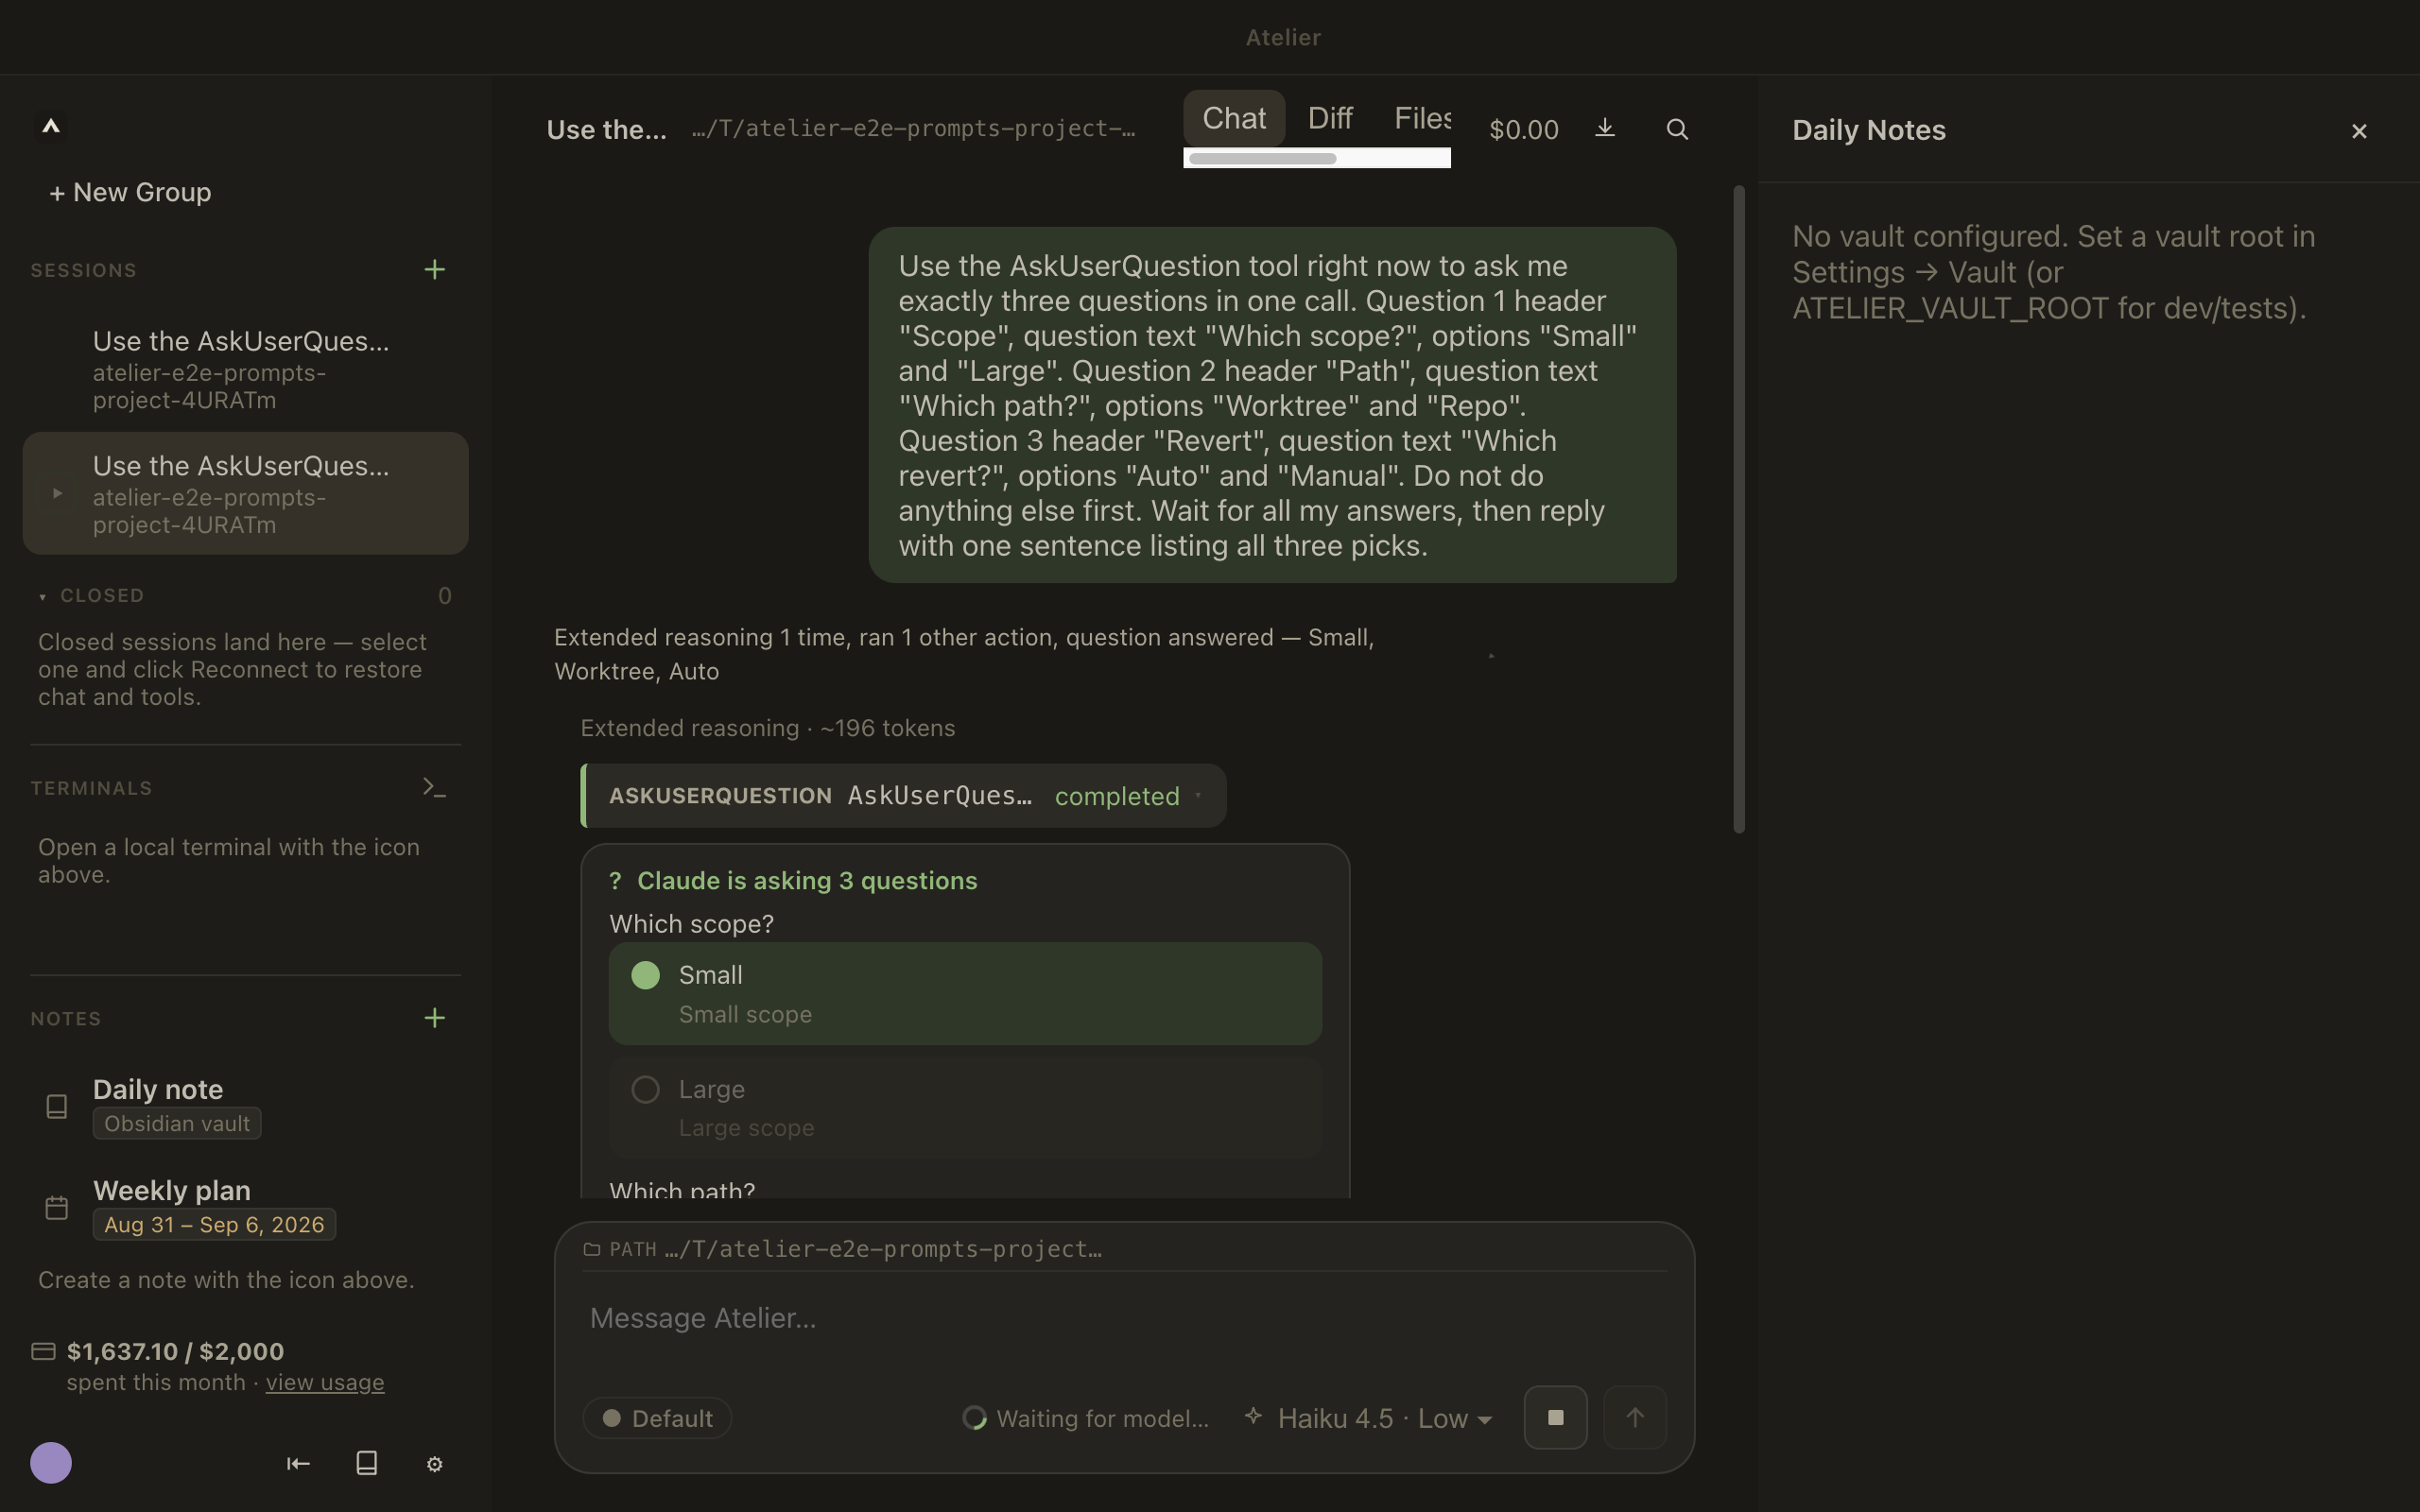 Atelier
+ New Group
SESSIONS
Use the AskUserQues...
atelier-e2e-prompts-
project-4URATm
Use the AskUserQues...
atelier-e2e-prompts-
project-4URATm
CLOSED 0
Closed sessions land here — select
one and click Reconnect to restore
chat and tools.
TERMINALS
Open a local terminal with the icon
above.
NOTES
Daily note
Obsidian vault
Weekly plan
Aug 31 – Sep 6, 2026
Create a note with the icon above.
$1,637.10 / $2,000
spent this month · view usage
Use the... …/T/atelier-e2e-prompts-project-…
Chat Diff Files $0.00
Use the AskUserQuestion tool right now to ask me
exactly three questions in one call. Question 1 header
"Scope", question text "Which scope?", options "Small"
and "Large". Question 2 header "Path", question text
"Which path?", options "Worktree" and "Repo".
Question 3 header "Revert", question text "Which
revert?", options "Auto" and "Manual". Do not do
anything else first. Wait for all my answers, then reply
with one sentence listing all three picks.
Extended reasoning 1 time, ran 1 other action, question answered — Small,
Worktree, Auto
Extended reasoning · ~196 tokens
ASKUSERQUESTION AskUserQues… completed
? Claude is asking 3 questions
Which scope?
Small
Small scope
Large
Large scope
Which path?
PATH …/T/atelier-e2e-prompts-project…
Message Atelier...
Default
Waiting for model...
Haiku 4.5 · Low
Daily Notes
No vault configured. Set a vault root in
Settings → Vault (or
ATELIER_VAULT_ROOT for dev/tests).